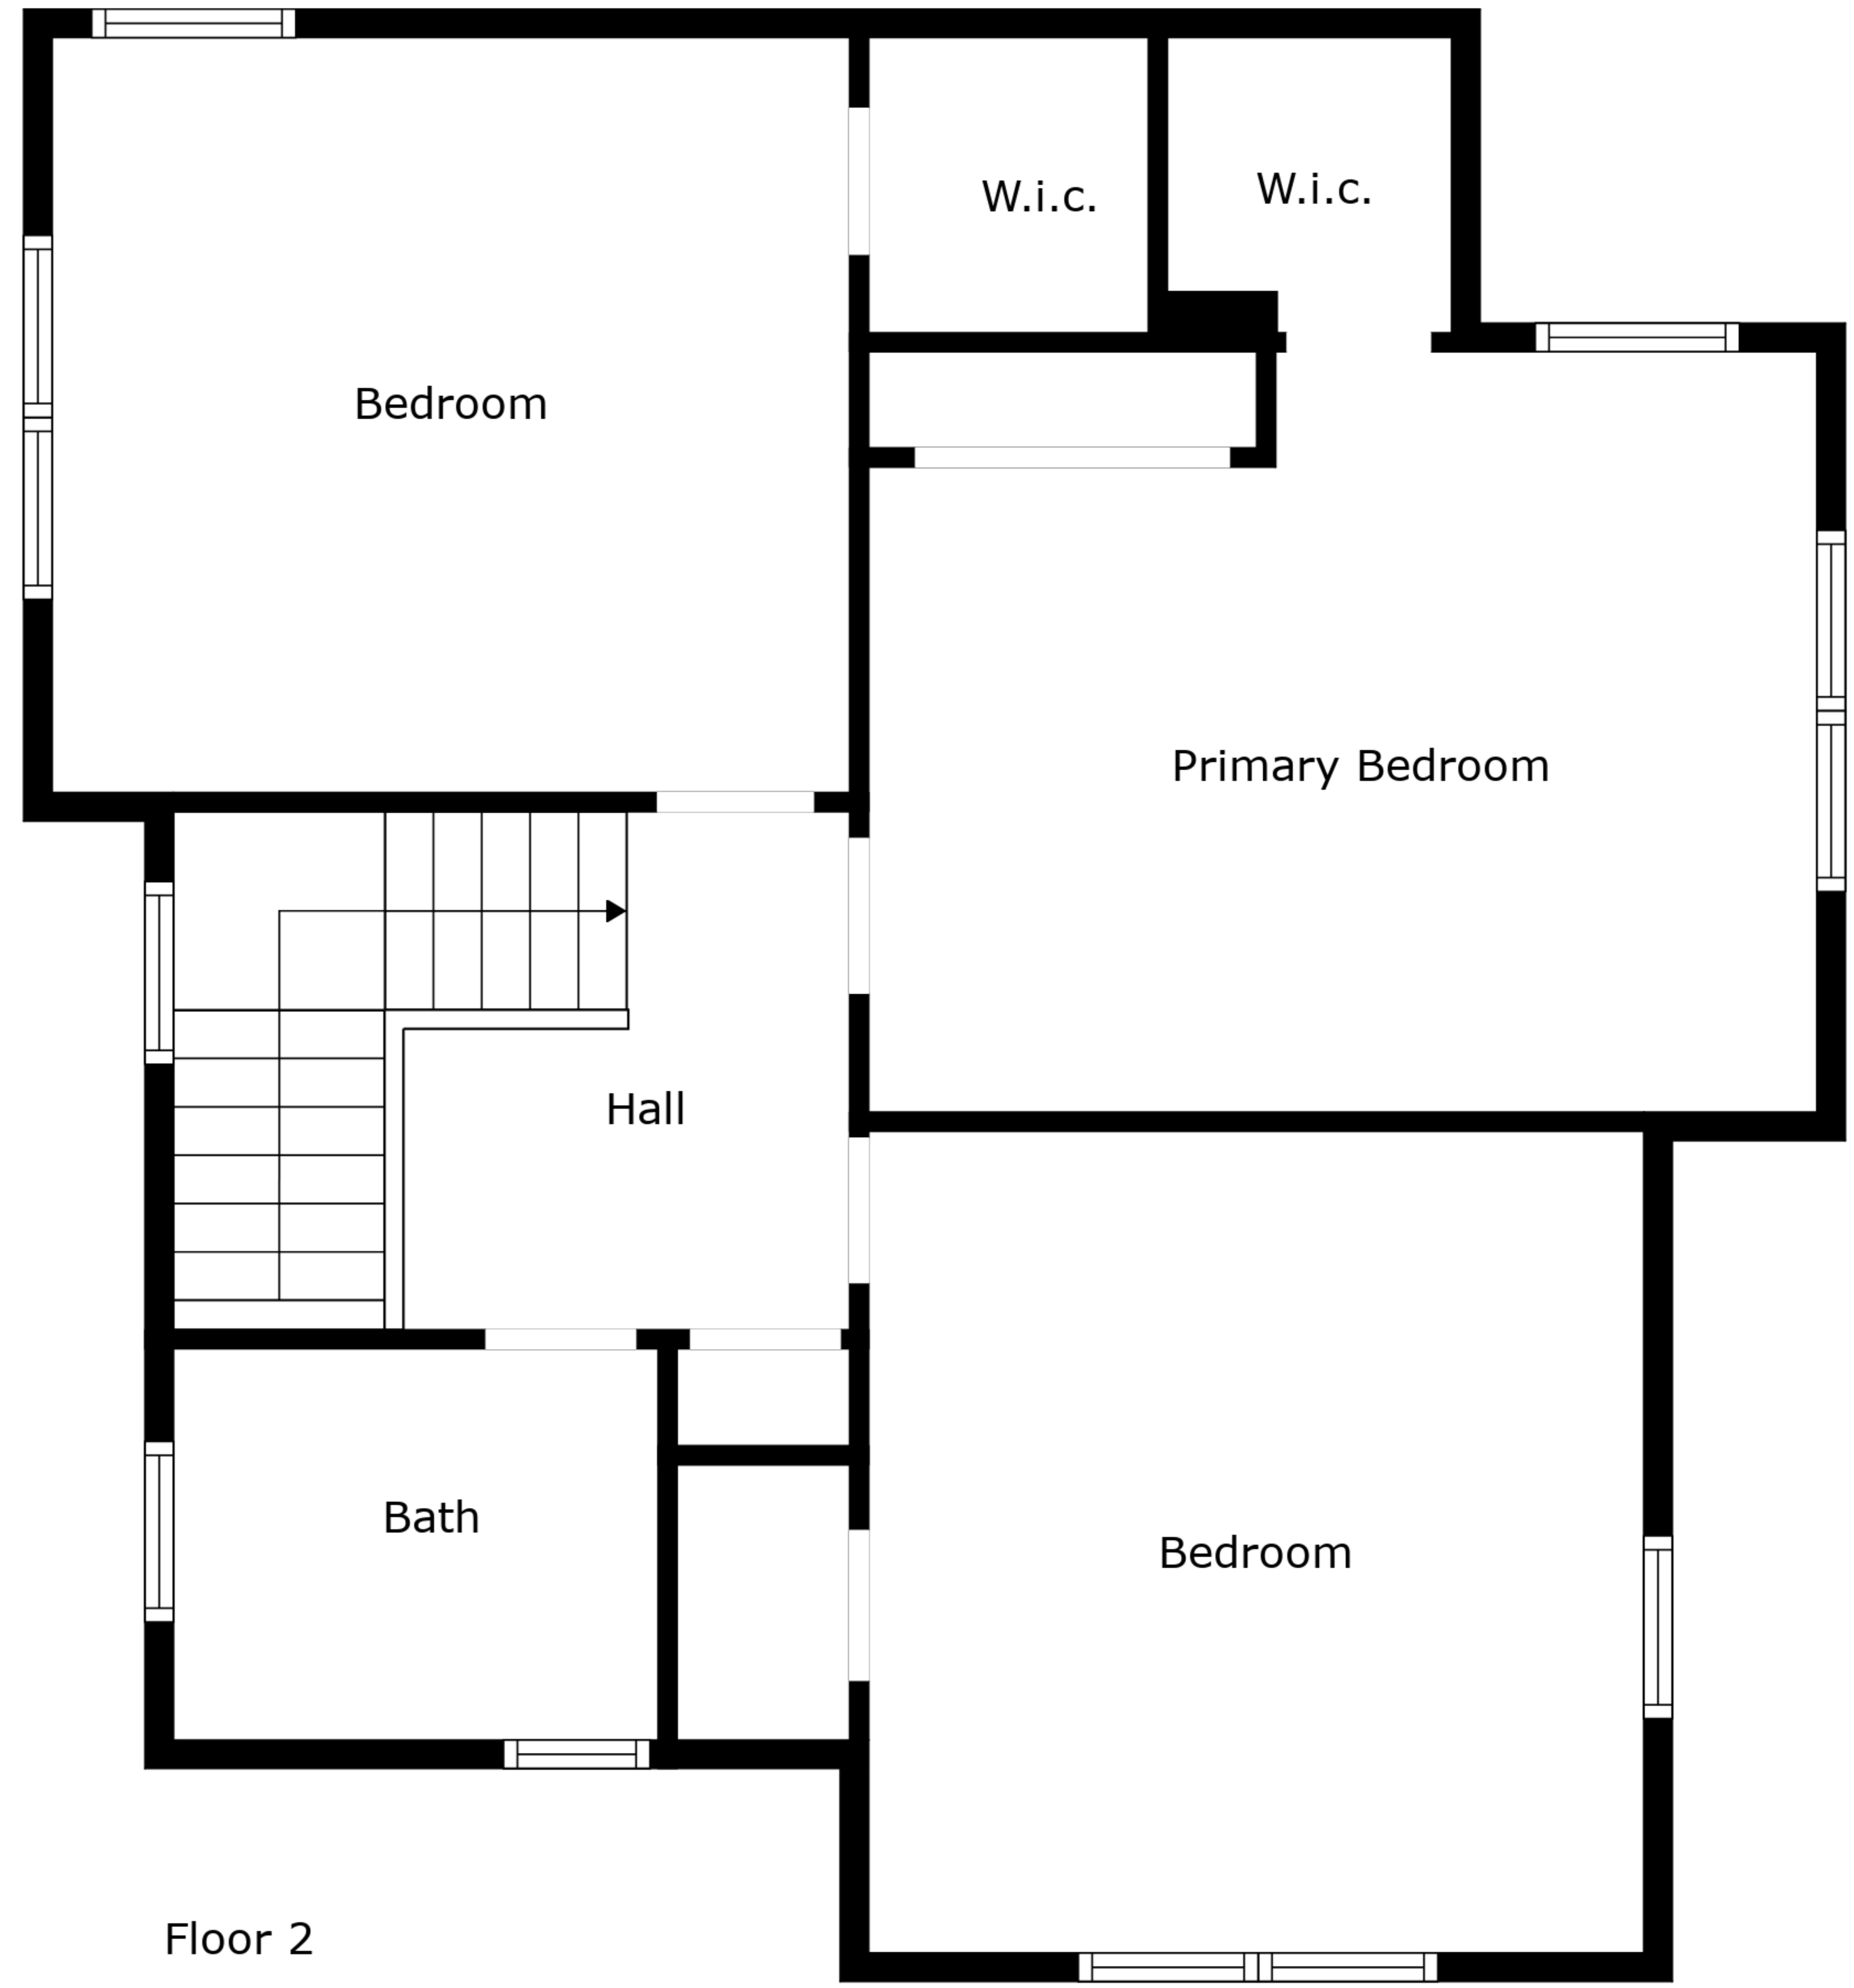 W.i.c.
W.i.c.
Bedroom
Primary Bedroom
Hall
Bath
Bedroom
Floor 2